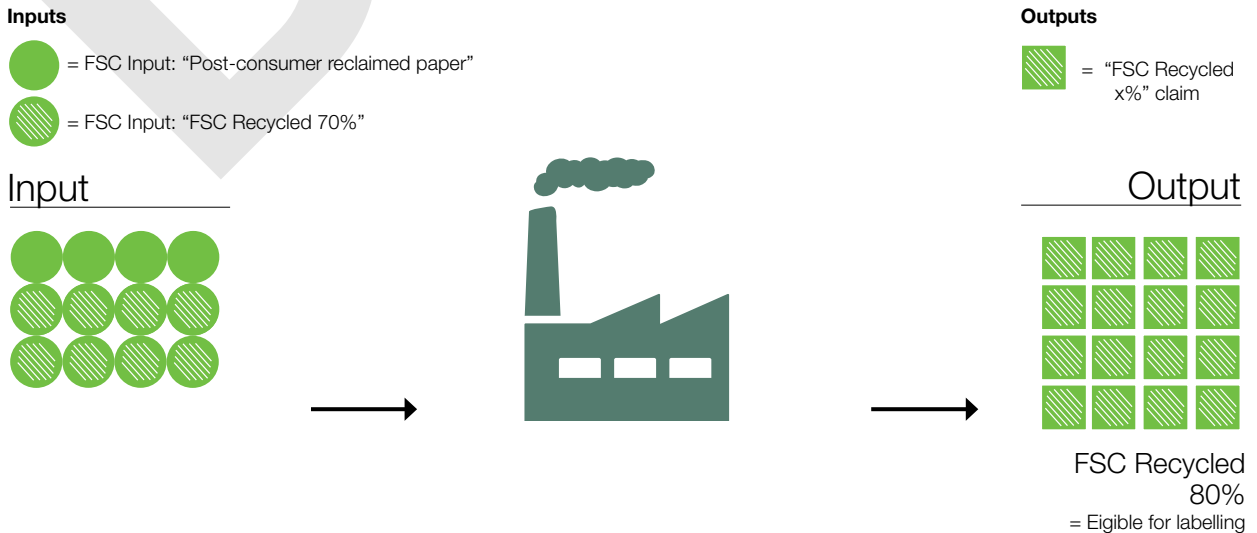 Inputs
= FSC Input: “Post-consumer reclaimed paper”
= FSC Input: “FSC Recycled 70%”
Input
Outputs
= “FSC Recycled
x%” claim
Output
FSC Recycled
80%
= Eigible for labelling